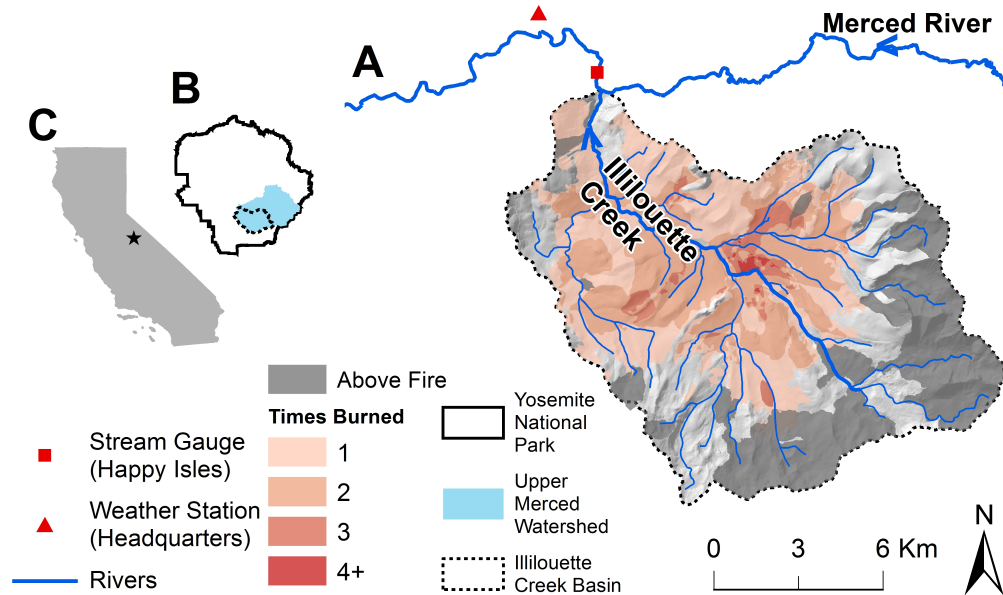 Merced River
A
B
C
Illilouette
Creek
Above Fire
Times Burned
1
2
3
4+
Stream Gauge
(Happy Isles)
Weather Station
(Headquarters)
Rivers
Yosemite
National
Park
Upper
Merced
Watershed
Illilouette
Creek Basin
0 3 6 Km
N